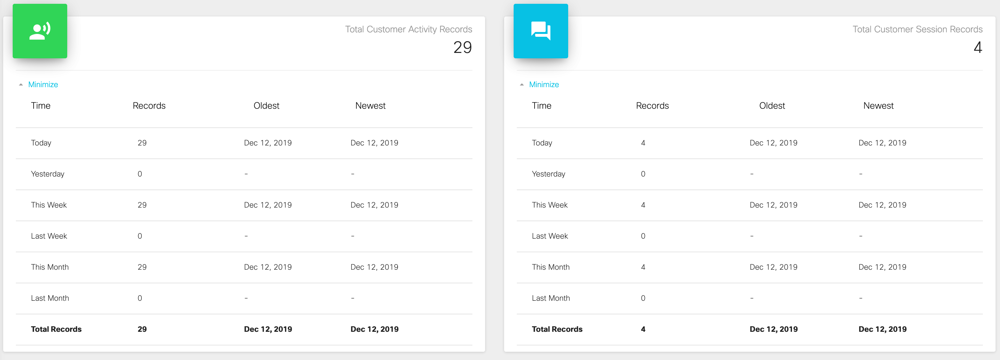 Total Customer Activity Records
29
Minimize
Time Records Oldest Newest
Today 29 Dec 12, 2019 Dec 12, 2019
Yesterday 0 - -
This Week 29 Dec 12, 2019 Dec 12, 2019
Last Week 0 - -
This Month 29 Dec 12, 2019 Dec 12, 2019
Last Month 0 - -
Total Records 29 Dec 12, 2019 Dec 12, 2019
Total Customer Session Records
4
Minimize
Time Records Oldest Newest
Today 4 Dec 12, 2019 Dec 12, 2019
Yesterday 0 - -
This Week 4 Dec 12, 2019 Dec 12, 2019
Last Week 0 - -
This Month 4 Dec 12, 2019 Dec 12, 2019
Last Month 0 - -
Total Records 4 Dec 12, 2019 Dec 12, 2019